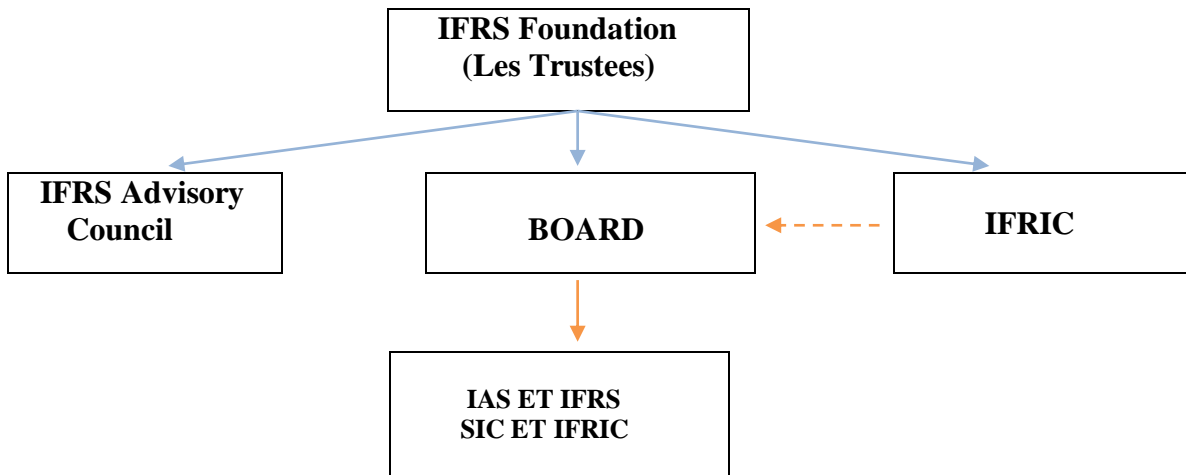 IFRS Foundation
(Les Trustees)
IFRS Advisory
Council
BOARD
IFRIC
IAS ET IFRS
SIC ET IFRIC